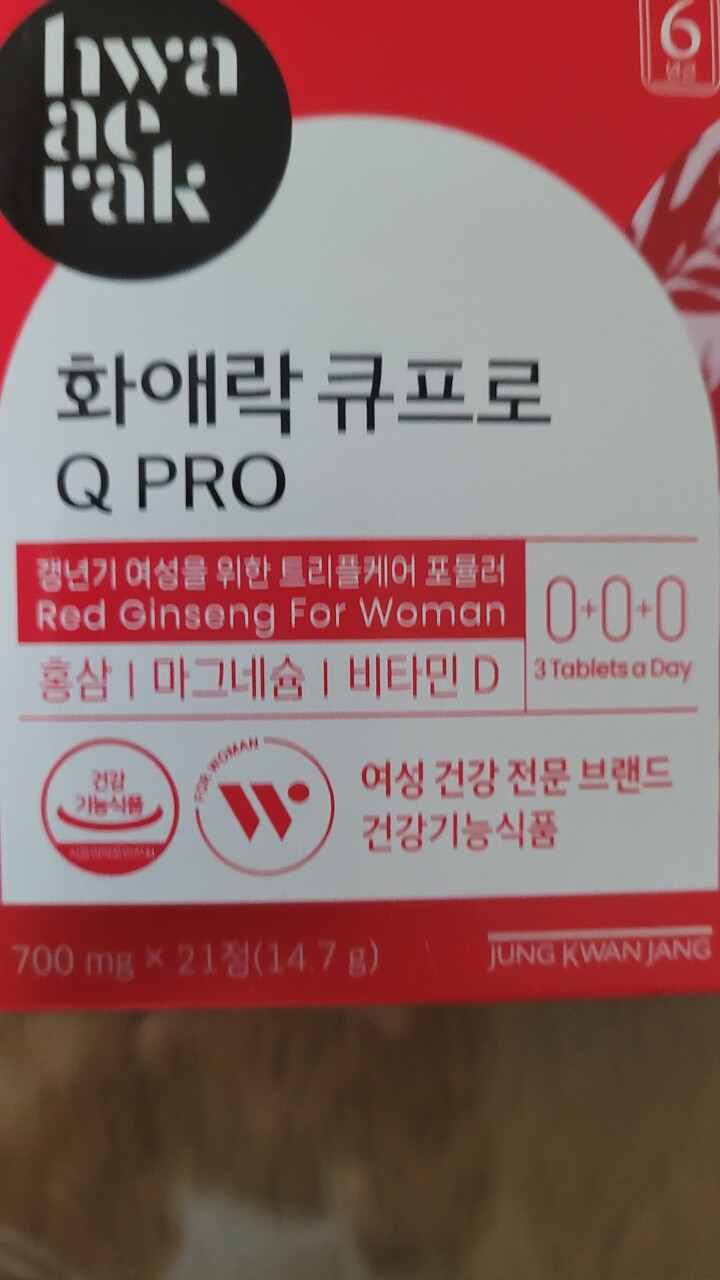 hwa
ae
rak
6
년근
화애락 큐프로
Q PRO
갱년기 여성을 위한 트리플케어 포뮬러
Red Ginseng For Woman
홍삼 | 마그네슘 | 비타민 D
3 Tablets a Day
건강
기능식품
FOR WOMAN
W
여성 건강 전문 브랜드
건강기능식품
700 mg × 21정(14.7 g)
JUNG KWAN JANG